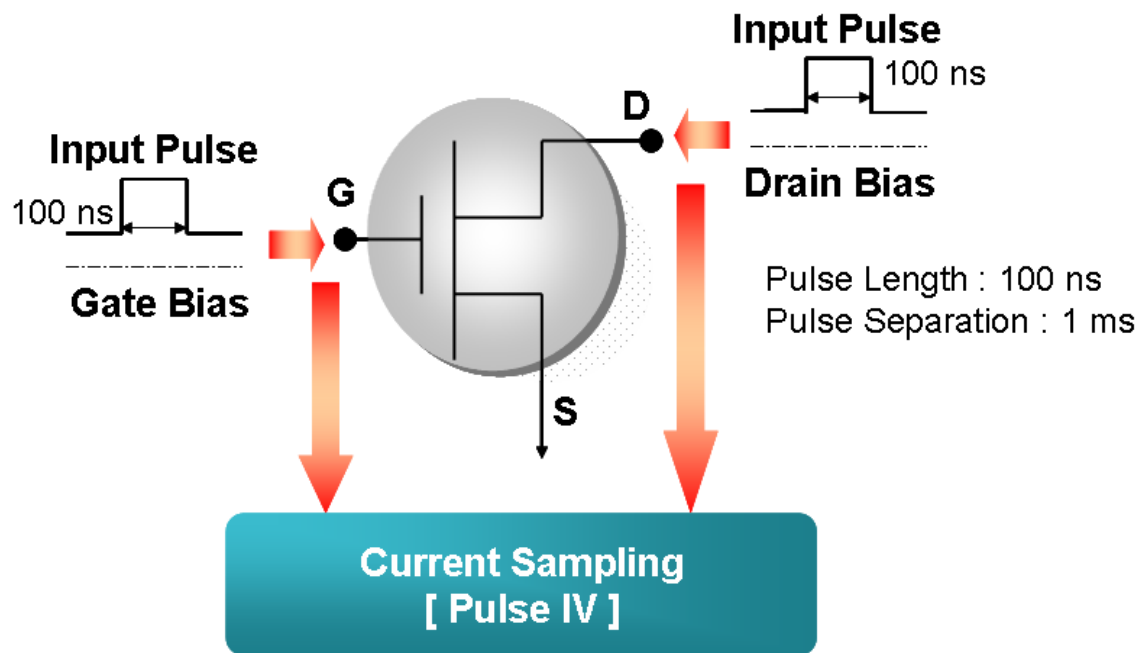 Input Pulse
100 ns
D
Drain Bias
Input Pulse
100 ns
G
Gate Bias
Pulse Length : 100 ns
Pulse Separation : 1 ms
S
Current Sampling
[ Pulse IV ]